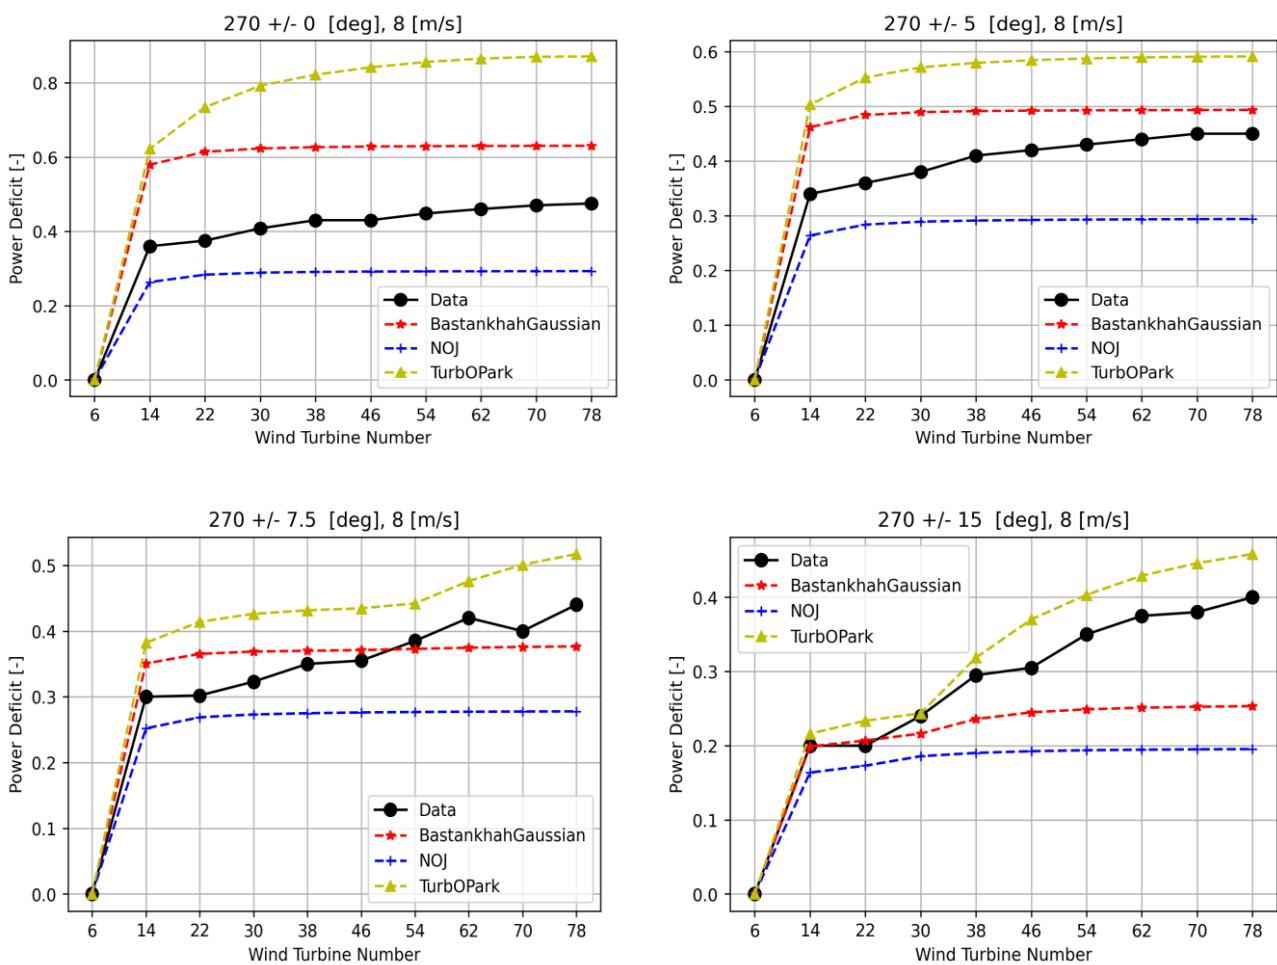 270 +/- 0 [deg], 8 [m/s]
Power Deficit [-]
0.8
0.6
0.4
0.2
0.0
Data
BastankhahGaussian
NOJ
TurbOPark
6 14 22 30 38 46 54 62 70 78
Wind Turbine Number
270 +/- 5 [deg], 8 [m/s]
Power Deficit [-]
0.6
0.5
0.4
0.3
0.2
0.1
0.0
Data
BastankhahGaussian
NOJ
TurbOPark
6 14 22 30 38 46 54 62 70 78
Wind Turbine Number
270 +/- 7.5 [deg], 8 [m/s]
Power Deficit [-]
0.5
0.4
0.3
0.2
0.1
0.0
Data
BastankhahGaussian
NOJ
TurbOPark
6 14 22 30 38 46 54 62 70 78
Wind Turbine Number
270 +/- 15 [deg], 8 [m/s]
Power Deficit [-]
0.4
0.3
0.2
0.1
0.0
Data
BastankhahGaussian
NOJ
TurbOPark
6 14 22 30 38 46 54 62 70 78
Wind Turbine Number